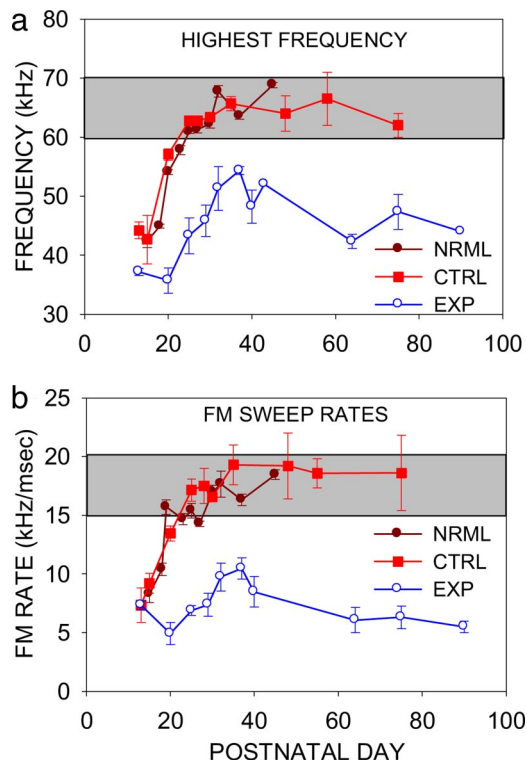 a
HIGHEST FREQUENCY
FREQUENCY (kHz)
80
70
60
50
40
30
0 20 40 60 80 100
NRML
CTRL
EXP
b
FM SWEEP RATES
FM RATE (kHz/msec)
25
20
15
10
5
0
NRML
CTRL
EXP
0 20 40 60 80 100
POSTNATAL DAY